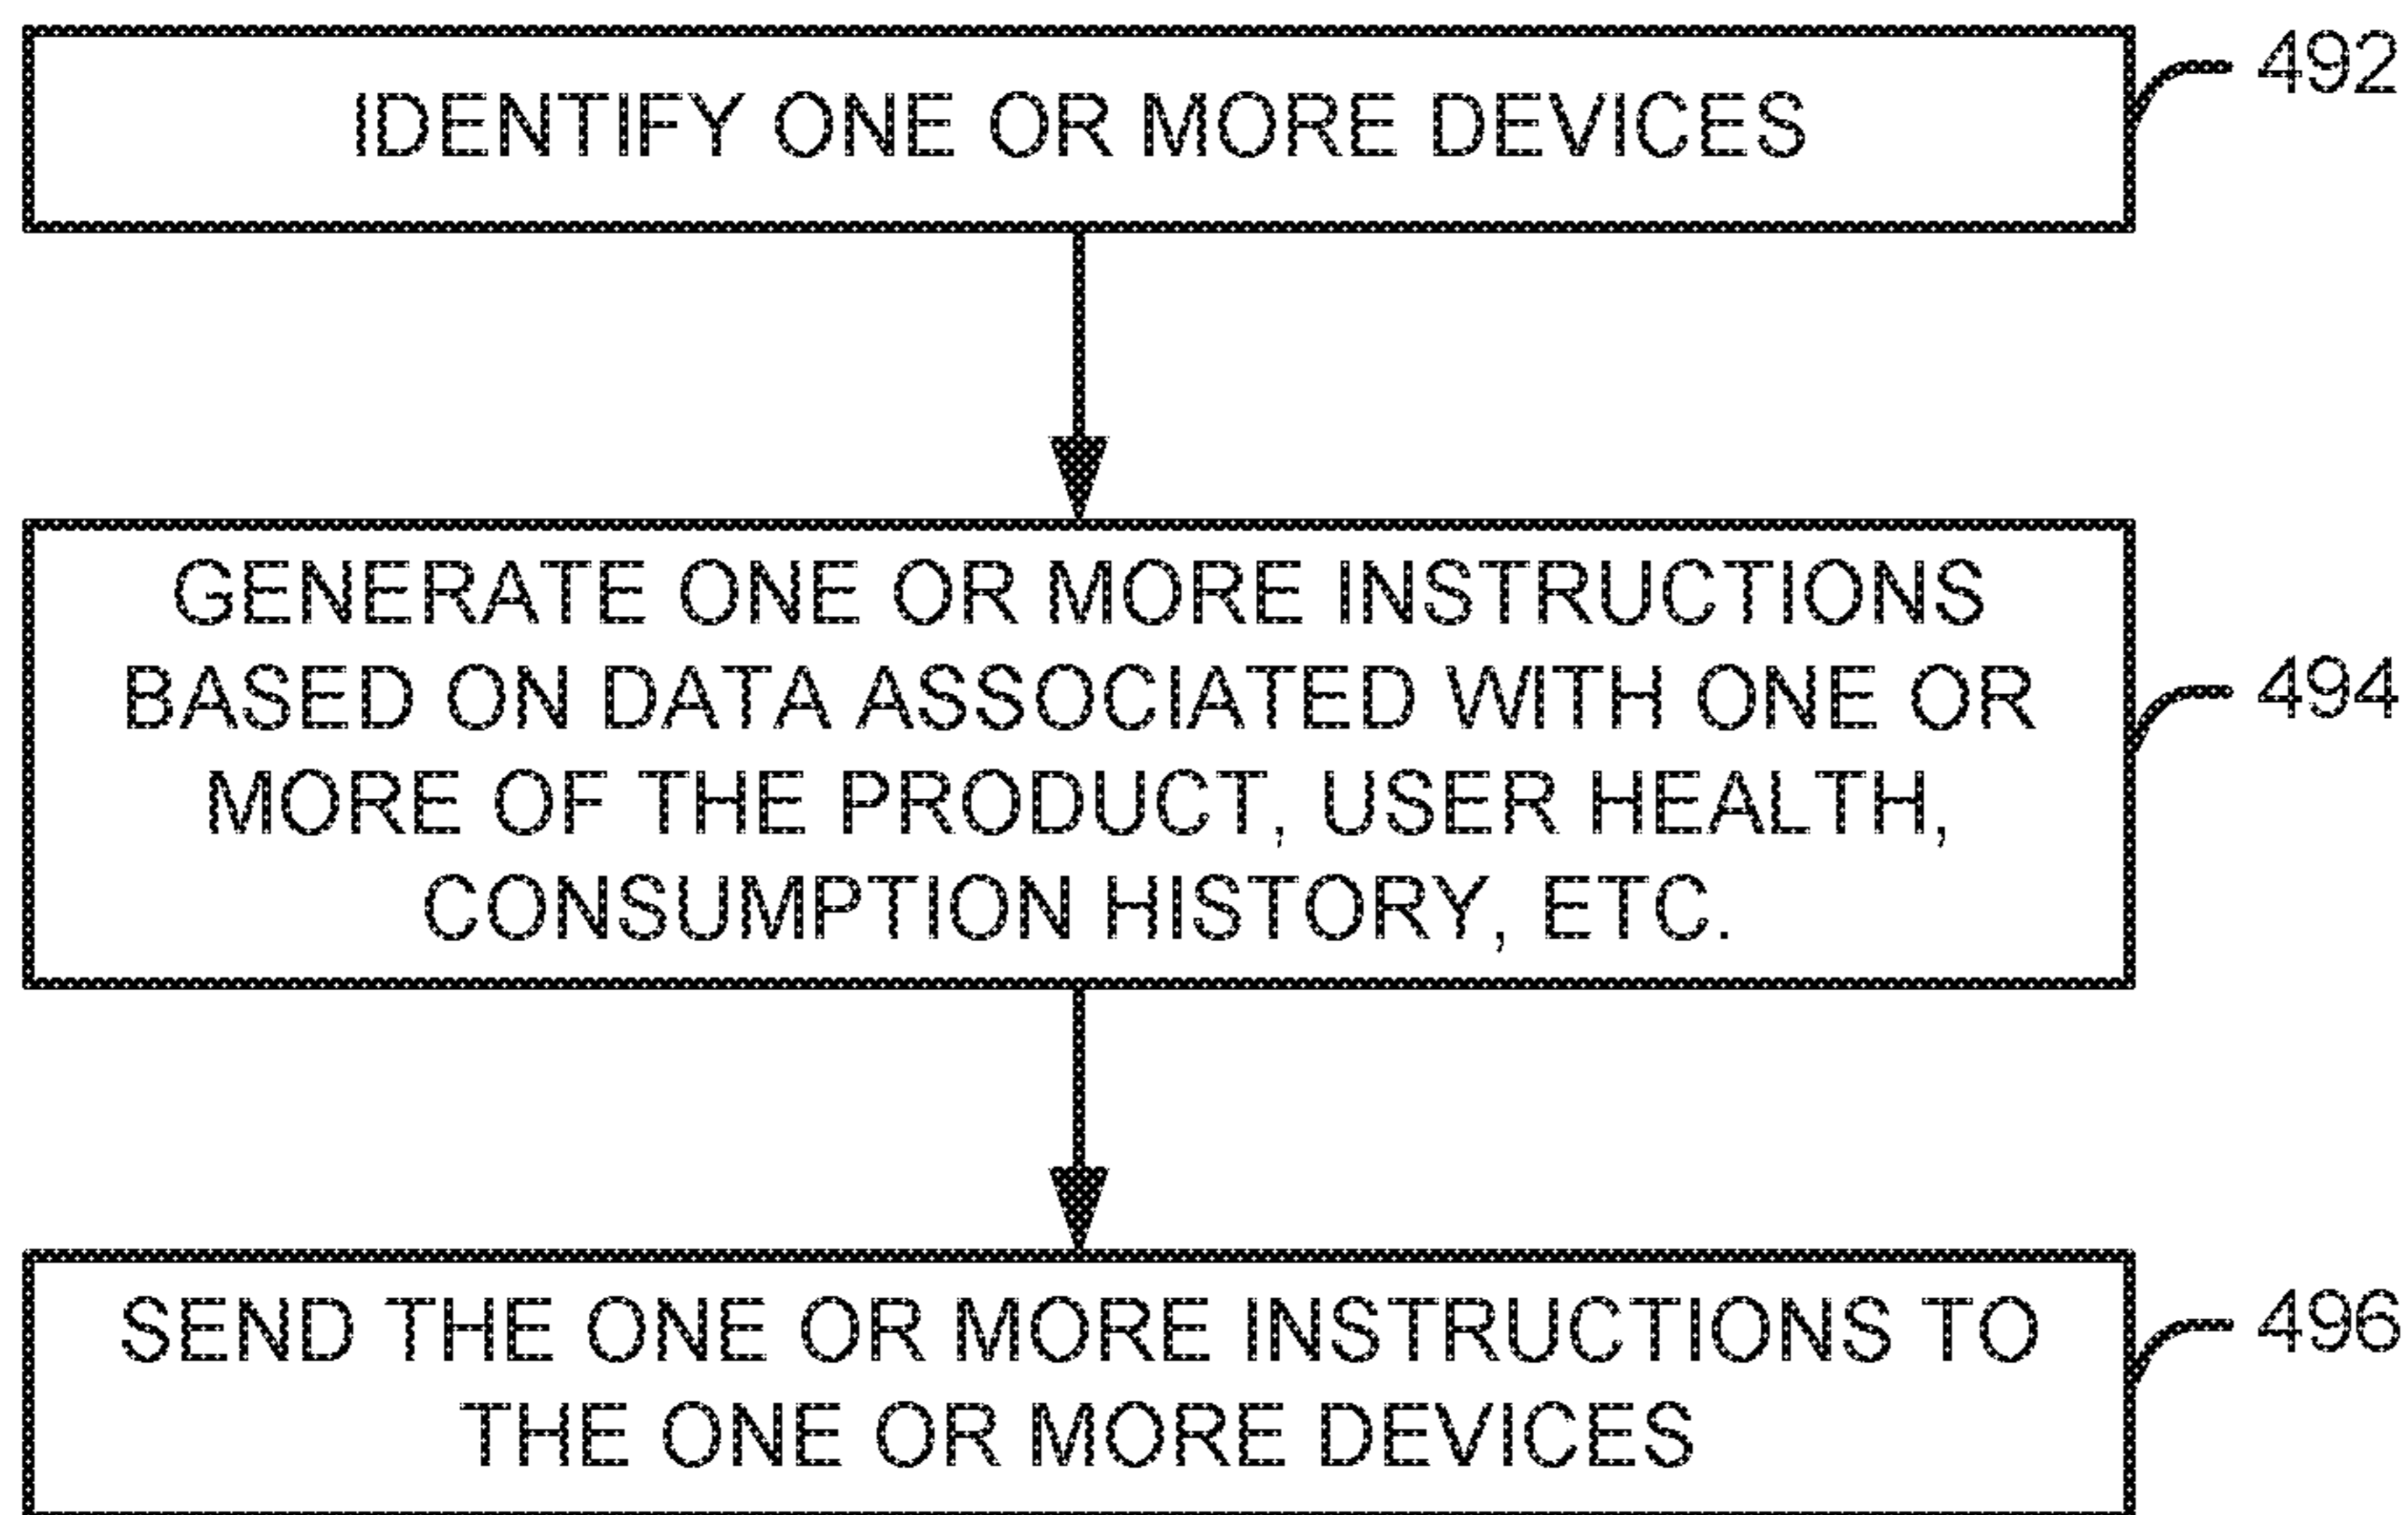 IDENTIFY ONE OR MORE DEVICES
492
GENERATE ONE OR MORE INSTRUCTIONS
BASED ON DATA ASSOCIATED WITH ONE OR
MORE OF THE PRODUCT, USER HEALTH,
CONSUMPTION HISTORY, ETC.
494
SEND THE ONE OR MORE INSTRUCTIONS TO
THE ONE OR MORE DEVICES
496